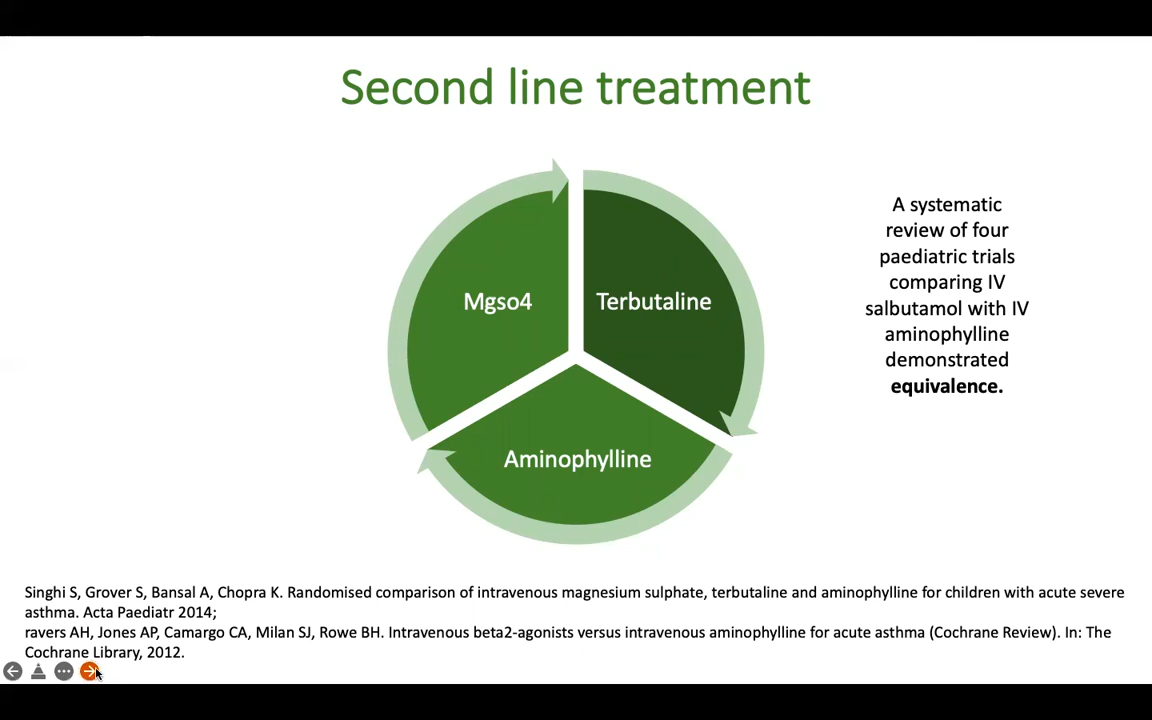 Second line treatment
Mgso4
Terbutaline
Aminophylline
A systematic
review of four
paediatric trials
comparing IV
salbutamol with IV
aminophylline
demonstrated
equivalence.
Singhi S, Grover S, Bansal A, Chopra K. Randomised comparison of intravenous magnesium sulphate, terbutaline and aminophylline for children with acute severe
asthma. Acta Paediatr 2014;
ravers AH, Jones AP, Camargo CA, Milan SJ, Rowe BH. Intravenous beta2-agonists versus intravenous aminophylline for acute asthma (Cochrane Review). In: The
Cochrane Library, 2012.